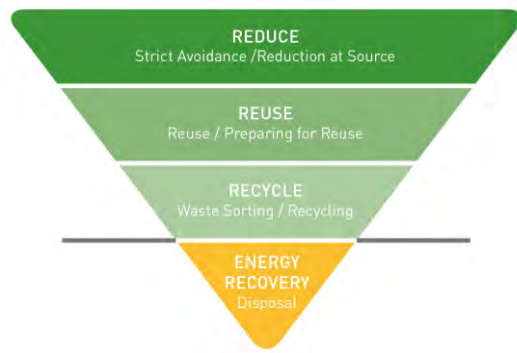 REDUCE
Strict Avoidance /Reduction at Source
REUSE
Reuse / Preparing for Reuse
RECYCLE
Waste Sorting / Recycling
ENERGY
RECOVERY
Disposal